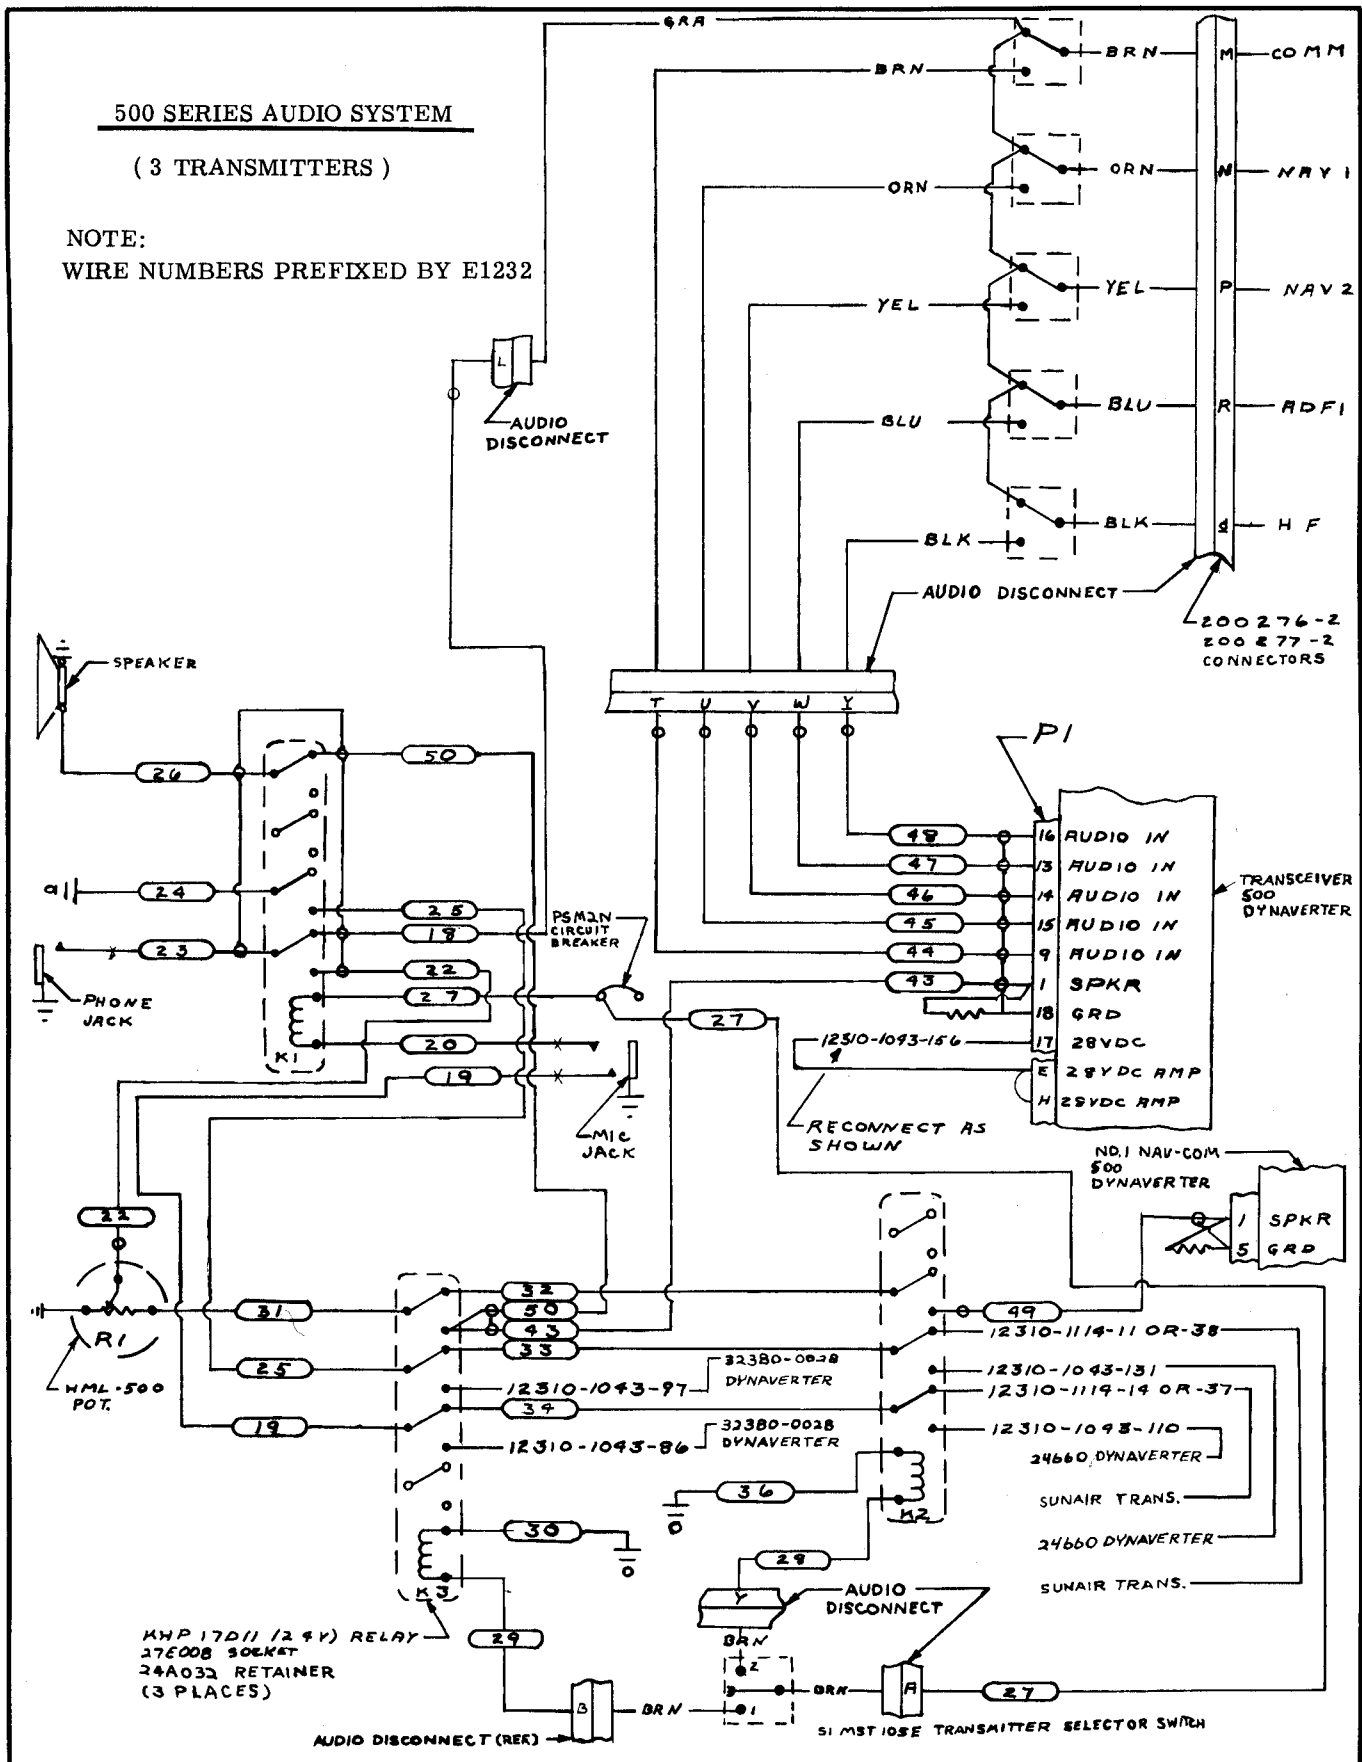 GRA
BRN
BRN
M
COMM
500 SERIES AUDIO SYSTEM
( 3 TRANSMITTERS )
ORN
ORN
N
NAV 1
NOTE:
WIRE NUMBERS PREFIXED BY E1232
YEL
YEL
P
NAV 2
L
AUDIO
DISCONNECT
BLU
BLU
R
ADF1
BLK
BLK
d
HF
AUDIO DISCONNECT
200276-2
200277-2
CONNECTORS
SPEAKER
T
U
V
W
Y
P1
26
50
48
16 AUDIO IN
47
13 AUDIO IN
24
46
14 AUDIO IN
TRANSCEIVER
500
DYNAVERTER
25
PSM2N
CIRCUIT
BREAKER
45
15 AUDIO IN
18
23
44
9 AUDIO IN
22
43
1 SPKR
PHONE
JACK
27
27
18 GRD
K1
20
12310-1093-156
17 28VDC
19
E 28VDC AMP
H 28VDC AMP
RECONNECT AS
SHOWN
MIC
JACK
NO.1 NAV-COM
500
DYNAVERTER
22
1 SPKR
5 GRD
31
32
50
49
R1
43
12310-1114-11 OR-38
33
25
32380-0028
DYNAVERTER
12310-1043-131
WML-500
POT.
12310-1043-97
12310-1114-14 OR-37
34
19
32380-0028
DYNAVERTER
12310-1043-110
12310-1043-86
24660 DYNAVERTER
36
SUNAIR TRANS.
K2
30
24660 DYNAVERTER
28
K3
SUNAIR TRANS.
AUDIO
DISCONNECT
KHP 17D11 (24V) RELAY
27E008 SOCKET
24A032 RETAINER
(3 PLACES)
29
BRN
2
3
ORN
A
27
B
BRN
1
S1 MST 105E TRANSMITTER SELECTOR SWITCH
AUDIO DISCONNECT (REF)